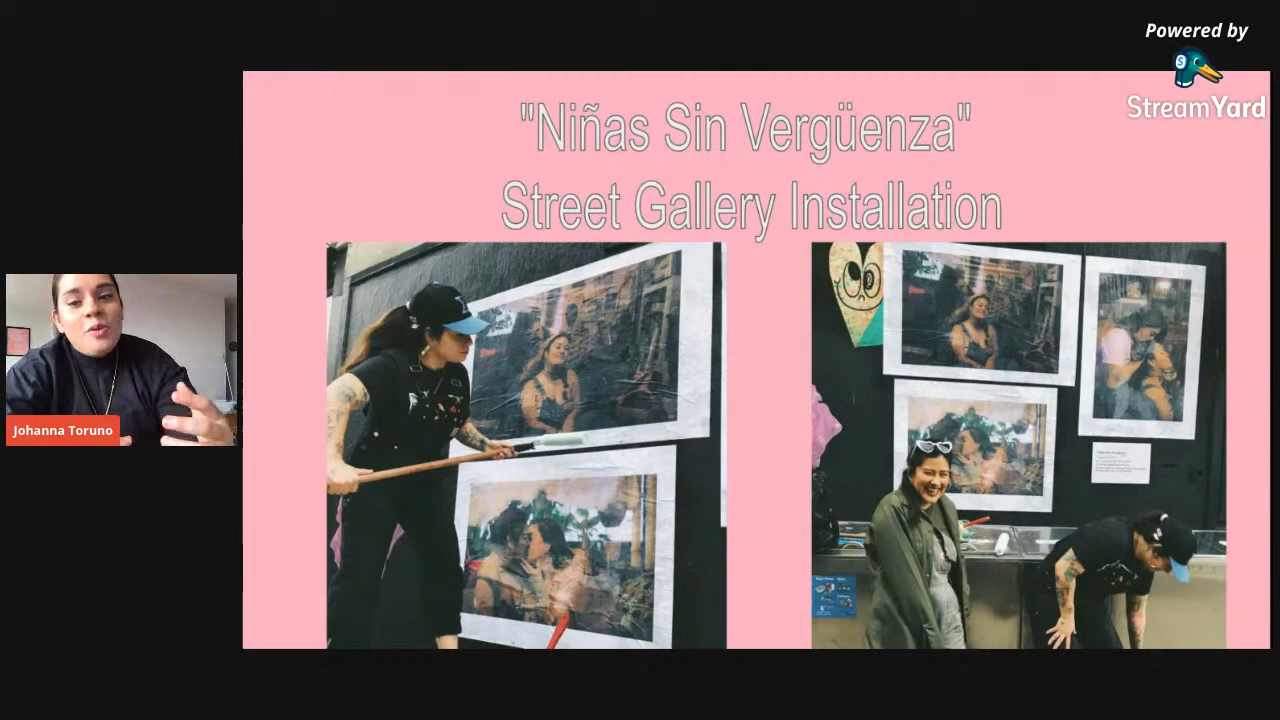 Powered by
StreamYard
"Niñas Sin Vergüenza"
Street Gallery Installation
Johanna Toruno